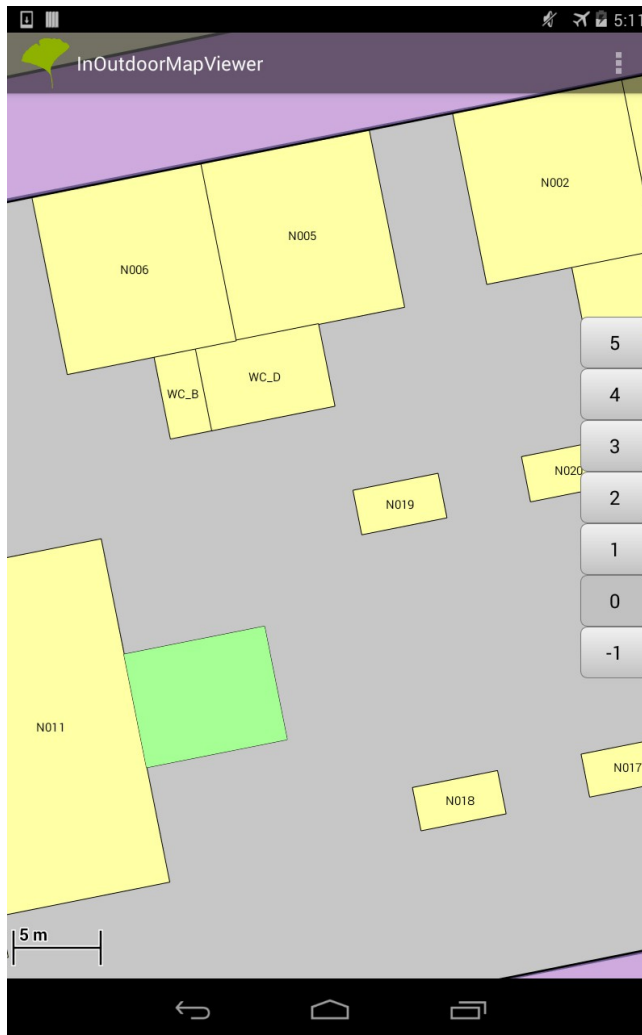 5:11
InOutdoorMapViewer
N002
N005
N006
WC_B
WC_D
N020
N019
5
4
3
2
1
0
-1
N011
N017
N018
5 m